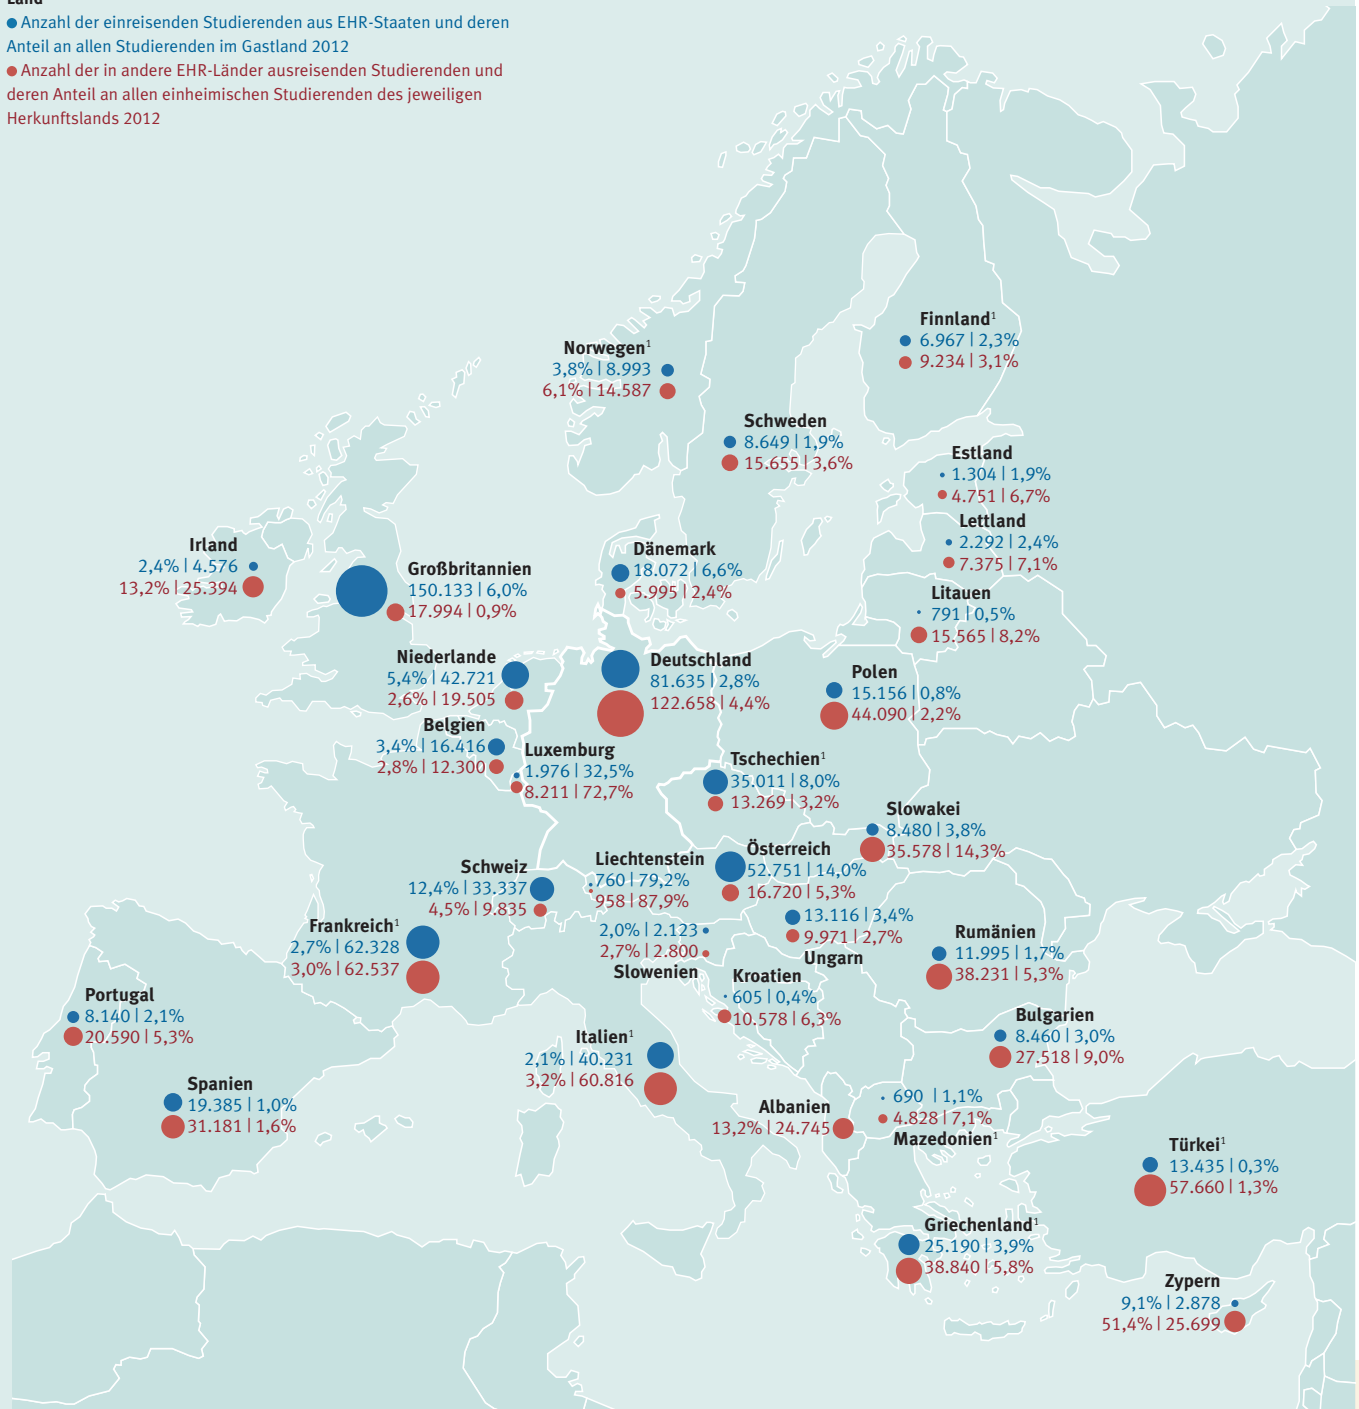 Land
Anzahl der einreisenden Studierenden aus EHR-Staaten und deren
Anteil an allen Studierenden im Gastland 2012
Anzahl der in andere EHR-Länder ausreisenden Studierenden und
deren Anteil an allen einheimischen Studierenden des jeweiligen
Herkunftslands 2012
Finnland¹
6.967 | 2,3%
9.234 | 3,1%
Norwegen¹
3,8% | 8.993
6,1% | 14.587
Schweden
8.649 | 1,9%
15.655 | 3,6%
Estland
1.304 | 1,9%
4.751 | 6,7%
Lettland
2.292 | 2,4%
7.375 | 7,1%
Irland
2,4% | 4.576
13,2% | 25.394
Großbritannien
150.133 | 6,0%
17.994 | 0,9%
Dänemark
18.072 | 6,6%
5.995 | 2,4%
Litauen
791 | 0,5%
15.565 | 8,2%
Niederlande
5,4% | 42.721
2,6% | 19.505
Deutschland
81.635 | 2,8%
122.658 | 4,4%
Polen
15.156 | 0,8%
44.090 | 2,2%
Belgien
3,4% | 16.416
2,8% | 12.300
Luxemburg
1.976 | 32,5%
8.211 | 72,7%
Tschechien¹
35.011 | 8,0%
13.269 | 3,2%
Slowakei
8.480 | 3,8%
35.578 | 14,3%
Schweiz
12,4% | 33.337
4,5% | 9.835
Liechtenstein
760 | 79,2%
958 | 87,9%
Österreich
52.751 | 14,0%
16.720 | 5,3%
Frankreich¹
2,7% | 62.328
3,0% | 62.537
2,0% | 2.123
2,7% | 2.800
Slowenien
13.116 | 3,4%
9.971 | 2,7%
Ungarn
Rumänien
11.995 | 1,7%
38.231 | 5,3%
Kroatien
605 | 0,4%
10.578 | 6,3%
Portugal
8.140 | 2,1%
20.590 | 5,3%
Bulgarien
8.460 | 3,0%
27.518 | 9,0%
Italien¹
2,1% | 40.231
3,2% | 60.816
Spanien
19.385 | 1,0%
31.181 | 1,6%
Albanien
13,2% | 24.745
690 | 1,1%
4.828 | 7,1%
Mazedonien¹
Türkei¹
13.435 | 0,3%
57.660 | 1,3%
Griechenland¹
25.190 | 3,9%
38.840 | 5,8%
Zypern
9,1% | 2.878
51,4% | 25.699